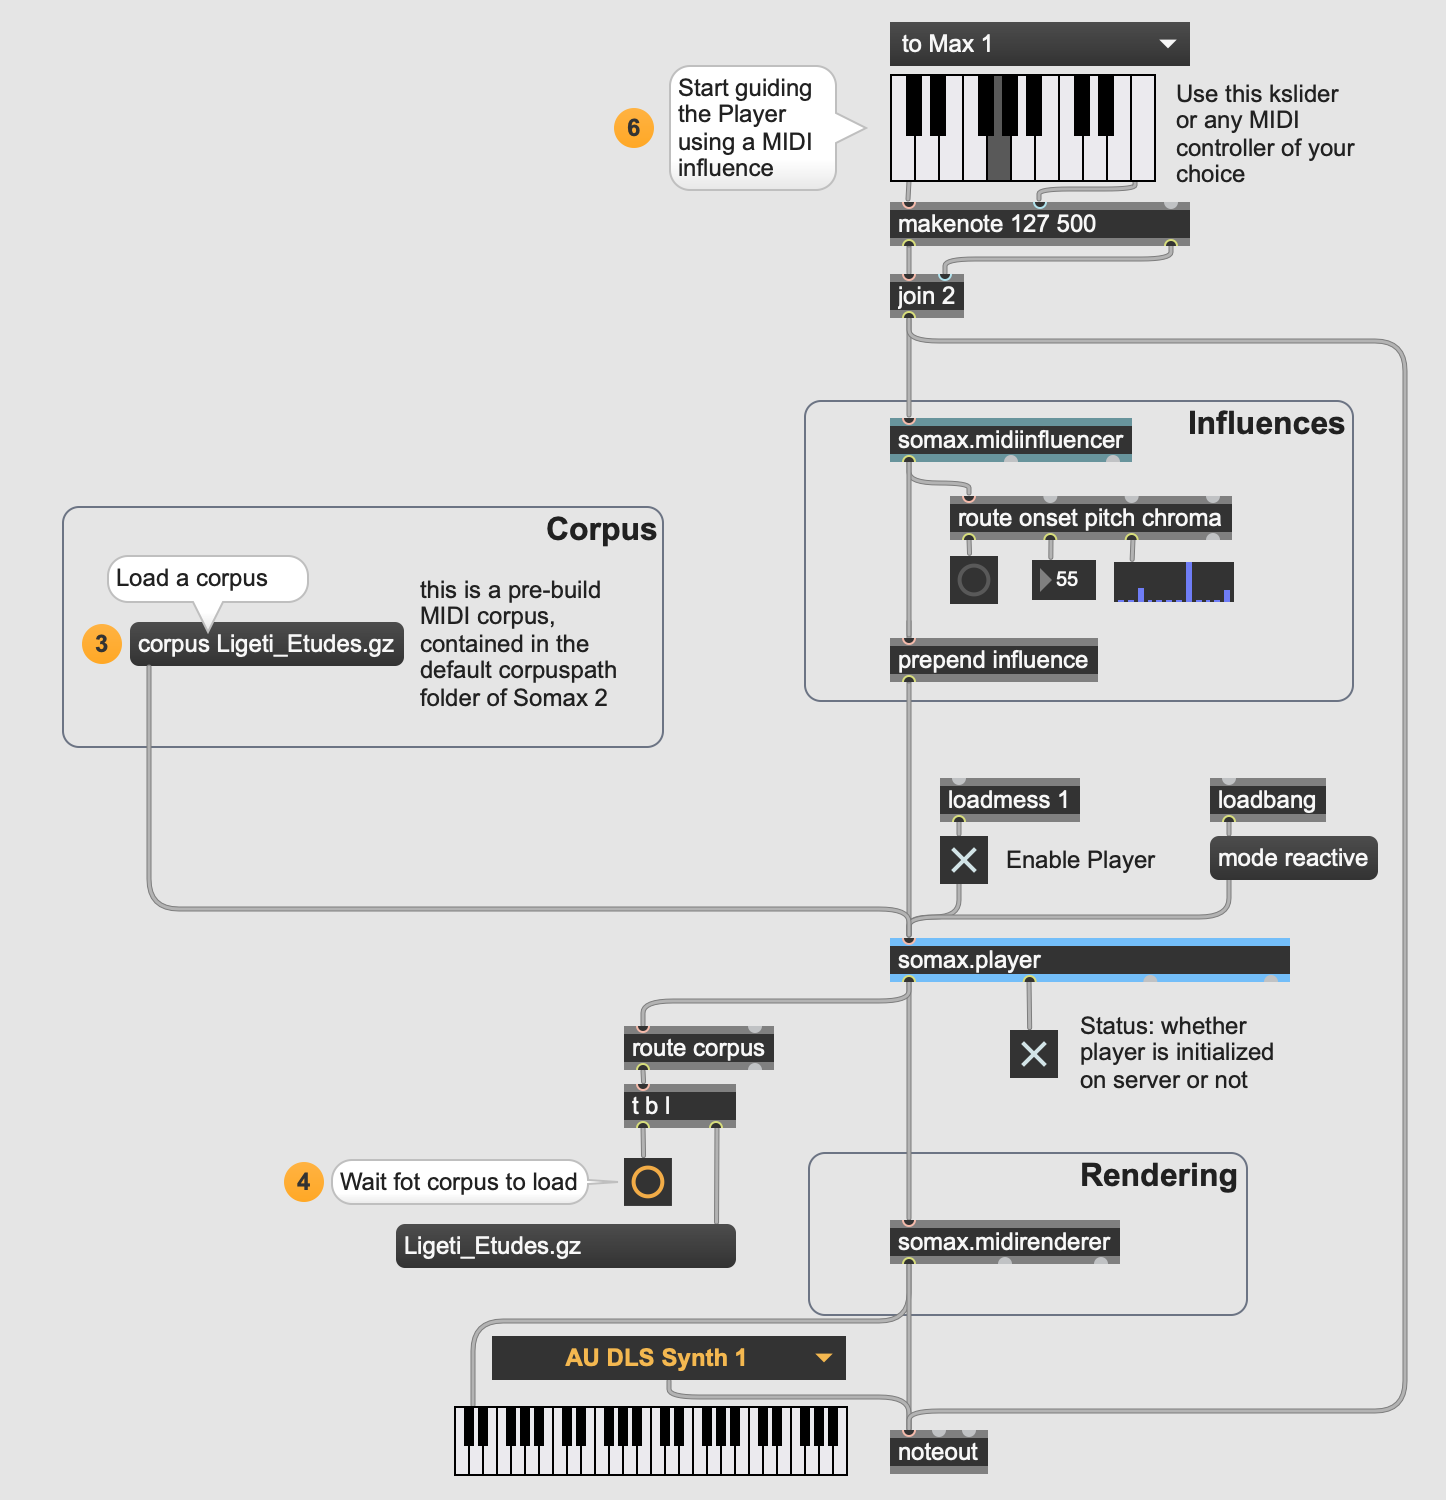 to Max 1
Start guiding
the Player
using a MIDI
influence
6
Use this kslider
or any MIDI
controller of your
choice
makenote 127 500
join 2
Influences
somax.midiinfluencer
route onset pitch chroma
55
prepend influence
Corpus
Load a corpus
3
corpus Ligeti_Etudes.gz
this is a pre-build
MIDI corpus,
contained in the
default corpuspath
folder of Somax 2
loadmess 1
Enable Player
loadbang
mode reactive
somax.player
Status: whether
player is initialized
on server or not
route corpus
t b l
4
Wait fot corpus to load
Ligeti_Etudes.gz
Rendering
somax.midirenderer
AU DLS Synth 1
noteout